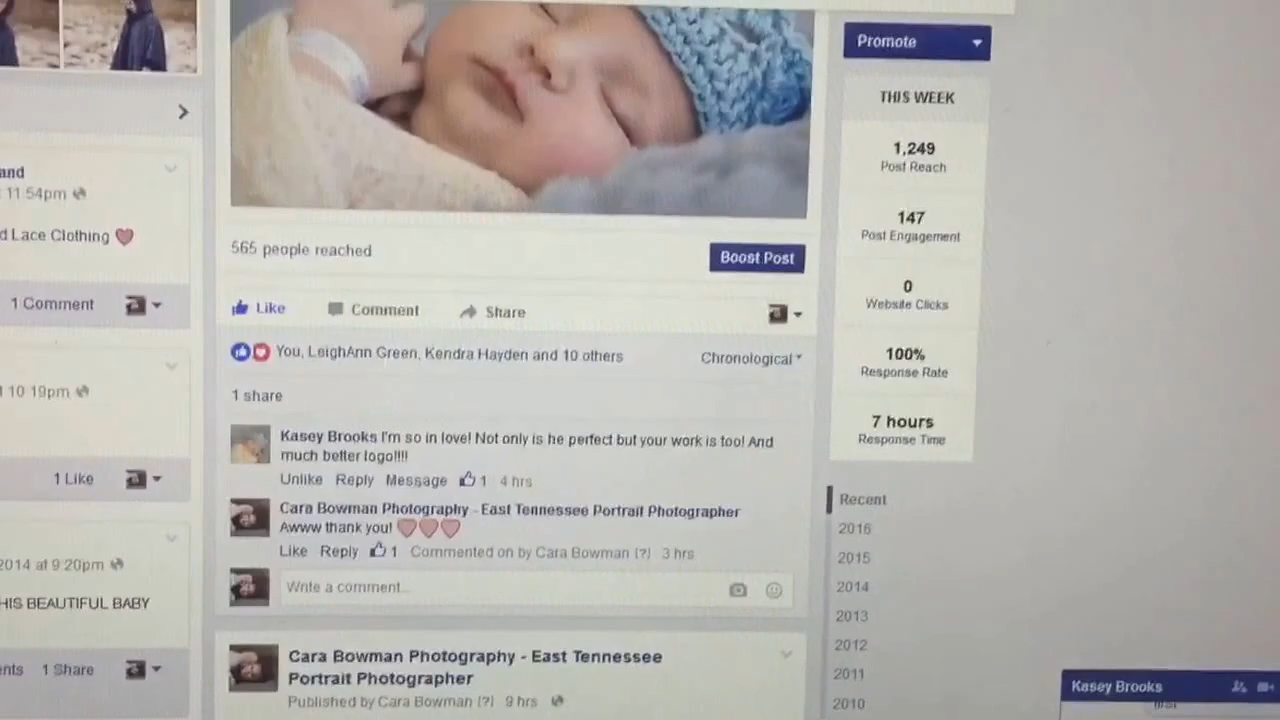 and
11 54pm
d Lace Clothing
1 Comment
10 19pm
1 Like
2014 at 9:20pm
HIS BEAUTIFUL BABY
nts 1 Share
565 people reached
Boost Post
Like Comment Share
You, LeighAnn Green, Kendra Hayden and 10 others
Chronological
1 share
Kasey Brooks I'm so in love! Not only is he perfect but your work is too! And
much better logo!!!!
Unlike Reply Message 1 4 hrs
Cara Bowman Photography - East Tennessee Portrait Photographer
Awww thank you!
Like Reply 1 Commented on by Cara Bowman [?] 3 hrs
Write a comment...
Cara Bowman Photography - East Tennessee
Portrait Photographer
Published by Cara Bowman [?] 9 hrs
Promote
THIS WEEK
1,249
Post Reach
147
Post Engagement
0
Website Clicks
100%
Response Rate
7 hours
Response Time
Recent
2016
2015
2014
2013
2012
2011
2010
Kasey Brooks